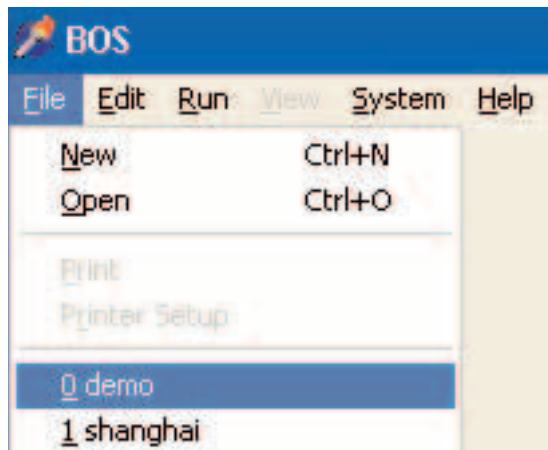 BOS
File Edit Run View System Help
New Ctrl+N
Open Ctrl+O
Print
Printer Setup
0 demo
1 shanghai